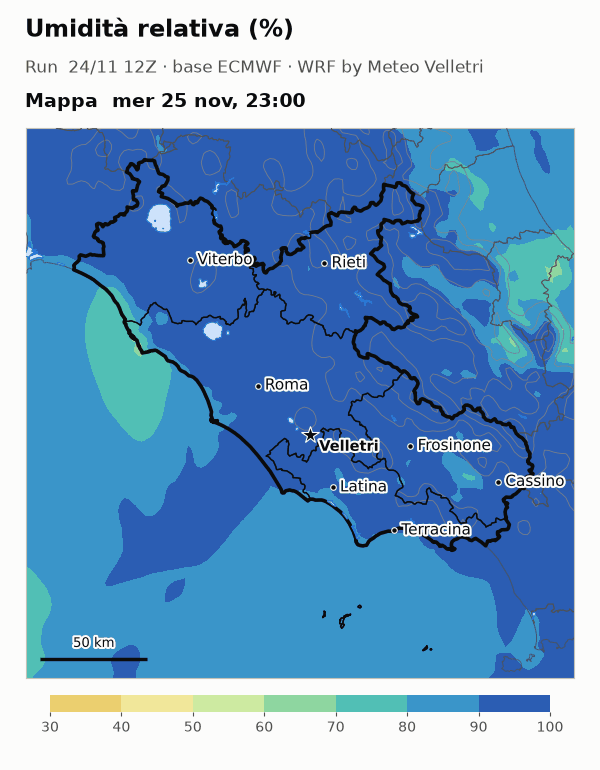 Umidità relativa (%)
Run  24/11 12Z · base ECMWF · WRF by Meteo Velletri
Mappa  mer 25 nov, 23:00
Viterbo
Rieti
Roma
Velletri
Frosinone
Cassino
Latina
Terracina
50 km
30 40 50 60 70 80 90 100